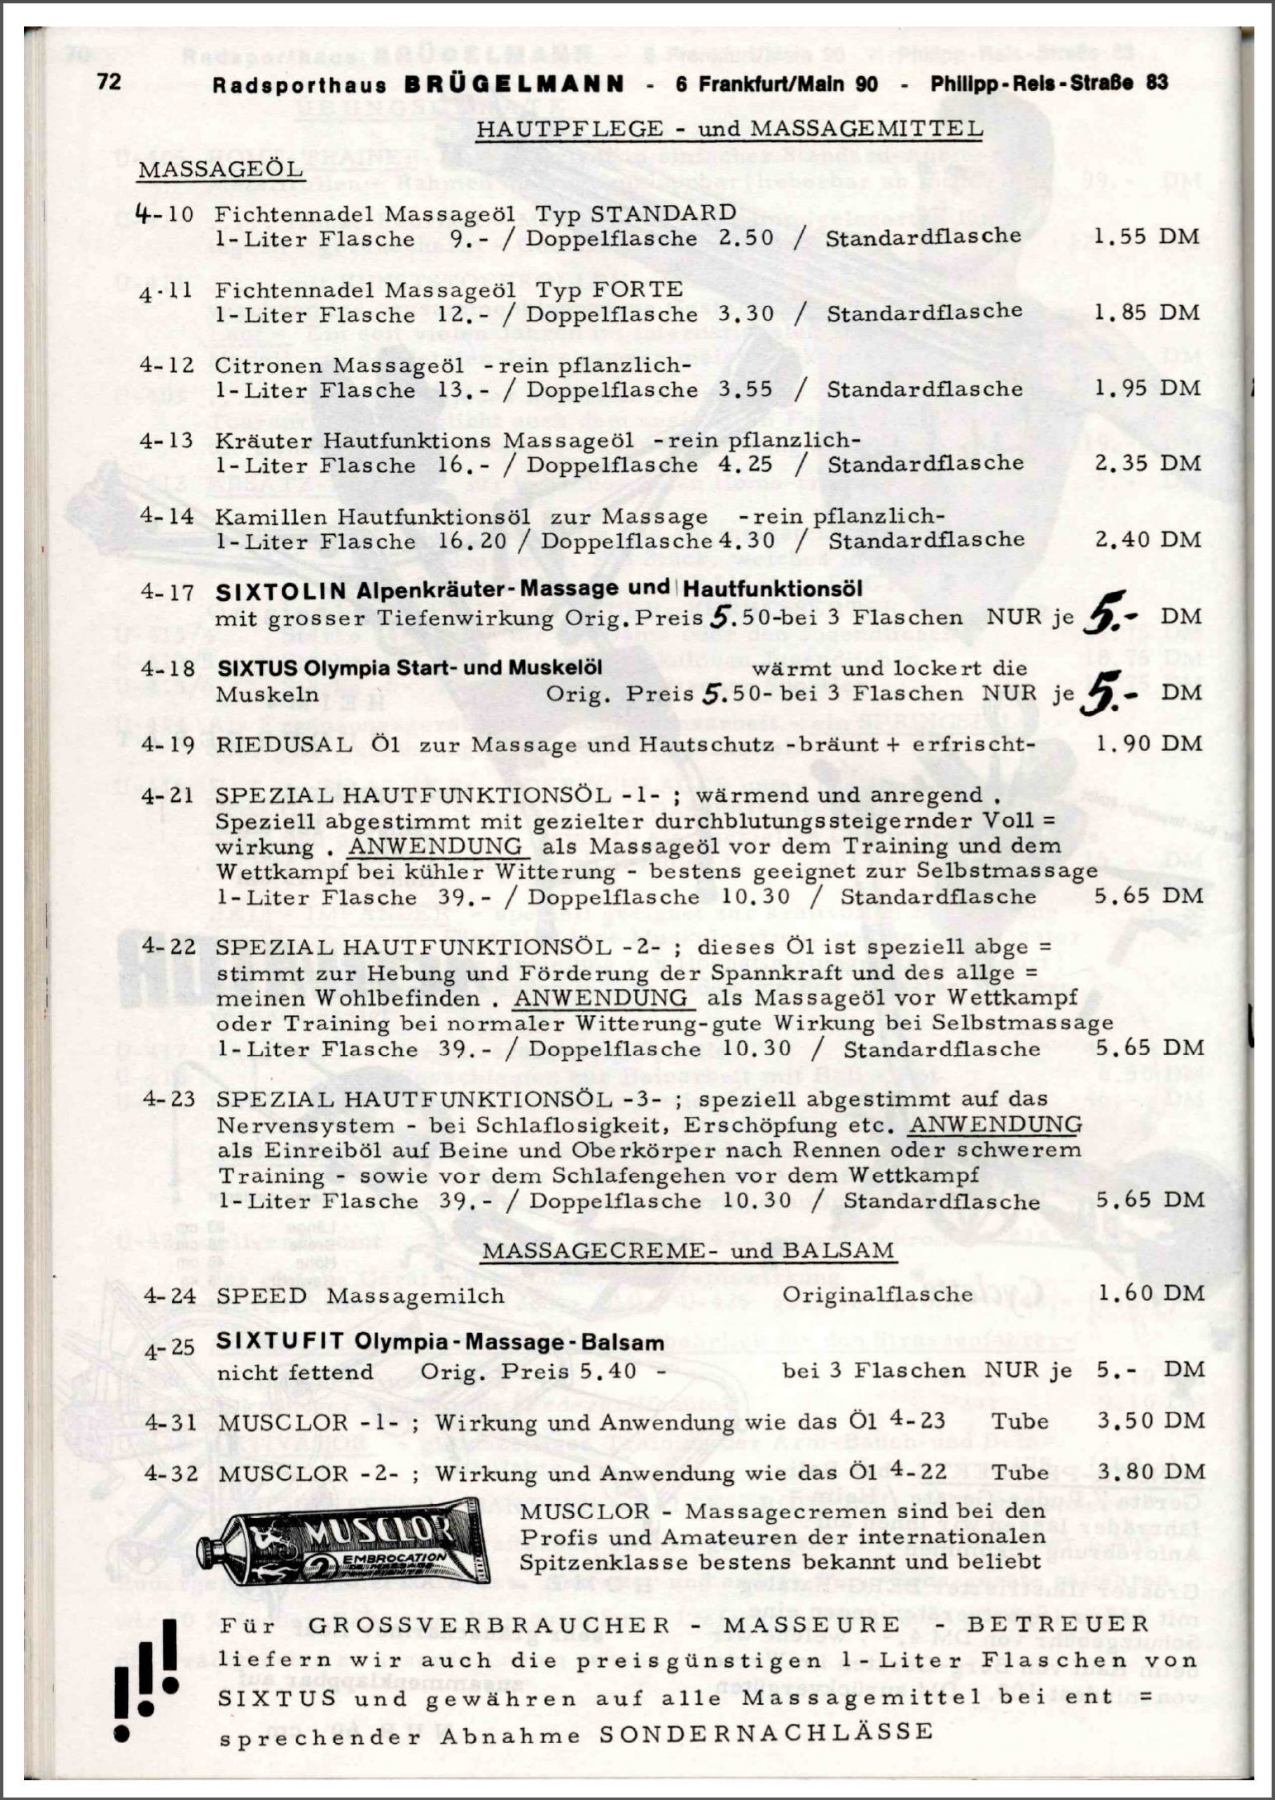 72 Radsporthaus BRÜGELMANN - 6 Frankfurt/Main 90 - Philipp-Reis-Straße 83
HAUTPFLEGE - und MASSAGEMITTEL
MASSAGEÖL
4-10 Fichtennadel Massageöl Typ STANDARD
1-Liter Flasche 9.- / Doppelflasche 2.50 / Standardflasche 1.55 DM
4-11 Fichtennadel Massageöl Typ FORTE
1-Liter Flasche 12.- / Doppelflasche 3.30 / Standardflasche 1.85 DM
4-12 Citronen Massageöl -rein pflanzlich-
1-Liter Flasche 13.- / Doppelflasche 3.55 / Standardflasche 1.95 DM
4-13 Kräuter Hautfunktions Massageöl -rein pflanzlich-
1-Liter Flasche 16.- / Doppelflasche 4.25 / Standardflasche 2.35 DM
4-14 Kamillen Hautfunktionsöl zur Massage -rein pflanzlich-
1-Liter Flasche 16.20 / Doppelflasche 4.30 / Standardflasche 2.40 DM
4-17 SIXTOLIN Alpenkräuter-Massage und Hautfunktionsöl
mit grosser Tiefenwirkung Orig. Preis 5.50-bei 3 Flaschen NUR je 5.- DM
4-18 SIXTUS Olympia Start- und Muskelöl wärmt und lockert die
Muskeln Orig. Preis 5.50- bei 3 Flaschen NUR je 5.- DM
4-19 RIEDUSAL Öl zur Massage und Hautschutz -bräunt + erfrischt- 1.90 DM
4-21 SPEZIAL HAUTFUNKTIONSÖL -1- ; wärmend und anregend .
Speziell abgestimmt mit gezielter durchblutungssteigernder Voll =
wirkung . ANWENDUNG als Massageöl vor dem Training und dem
Wettkampf bei kühler Witterung - bestens geeignet zur Selbstmassage
1-Liter Flasche 39.- / Doppelflasche 10.30 / Standardflasche 5.65 DM
4-22 SPEZIAL HAUTFUNKTIONSÖL -2- ; dieses Öl ist speziell abge =
stimmt zur Hebung und Förderung der Spannkraft und des allge =
meinen Wohlbefinden . ANWENDUNG als Massageöl vor Wettkampf
oder Training bei normaler Witterung-gute Wirkung bei Selbstmassage
1-Liter Flasche 39.- / Doppelflasche 10.30 / Standardflasche 5.65 DM
4-23 SPEZIAL HAUTFUNKTIONSÖL -3- ; speziell abgestimmt auf das
Nervensystem - bei Schlaflosigkeit, Erschöpfung etc. ANWENDUNG
als Einreiböl auf Beine und Oberkörper nach Rennen oder schwerem
Training - sowie vor dem Schlafengehen vor dem Wettkampf
1-Liter Flasche 39.- / Doppelflasche 10.30 / Standardflasche 5.65 DM
MASSAGECREME- und BALSAM
4-24 SPEED Massagemilch Originalflasche 1.60 DM
4-25 SIXTUFIT Olympia-Massage-Balsam
nicht fettend Orig. Preis 5.40 - bei 3 Flaschen NUR je 5.- DM
4-31 MUSCLOR -1- ; Wirkung und Anwendung wie das Öl 4-23 Tube 3.50 DM
4-32 MUSCLOR -2- ; Wirkung und Anwendung wie das Öl 4-22 Tube 3.80 DM
MUSCLOR
2 EMBROCATION
MUSCLOR - Massagecremen sind bei den
Profis und Amateuren der internationalen
Spitzenklasse bestens bekannt und beliebt
!!! Für GROSSVERBRAUCHER - MASSEURE - BETREUER
liefern wir auch die preisgünstigen 1-Liter Flaschen von
SIXTUS und gewähren auf alle Massagemittel bei ent =
sprechender Abnahme SONDERNACHLÄSSE